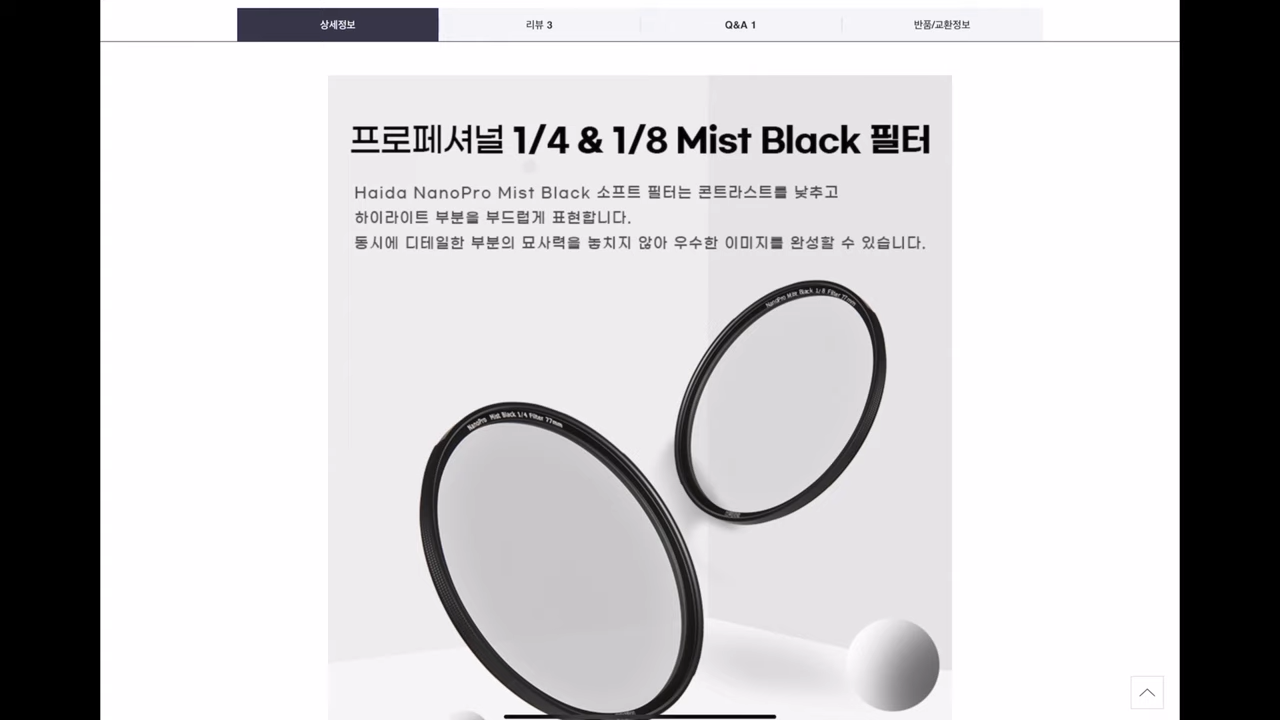 상세정보
리뷰 3
Q&A 1
반품/교환정보
프로페셔널 1/4 & 1/8 Mist Black 필터
Haida NanoPro Mist Black 소프트 필터는 콘트라스트를 낮추고
하이라이트 부분을 부드럽게 표현합니다.
동시에 디테일한 부분의 묘사력을 놓치지 않아 우수한 이미지를 완성할 수 있습니다.
NanoPro Mist Black 1/8 Filter 77mm
NanoPro Mist Black 1/4 Filter 77mm